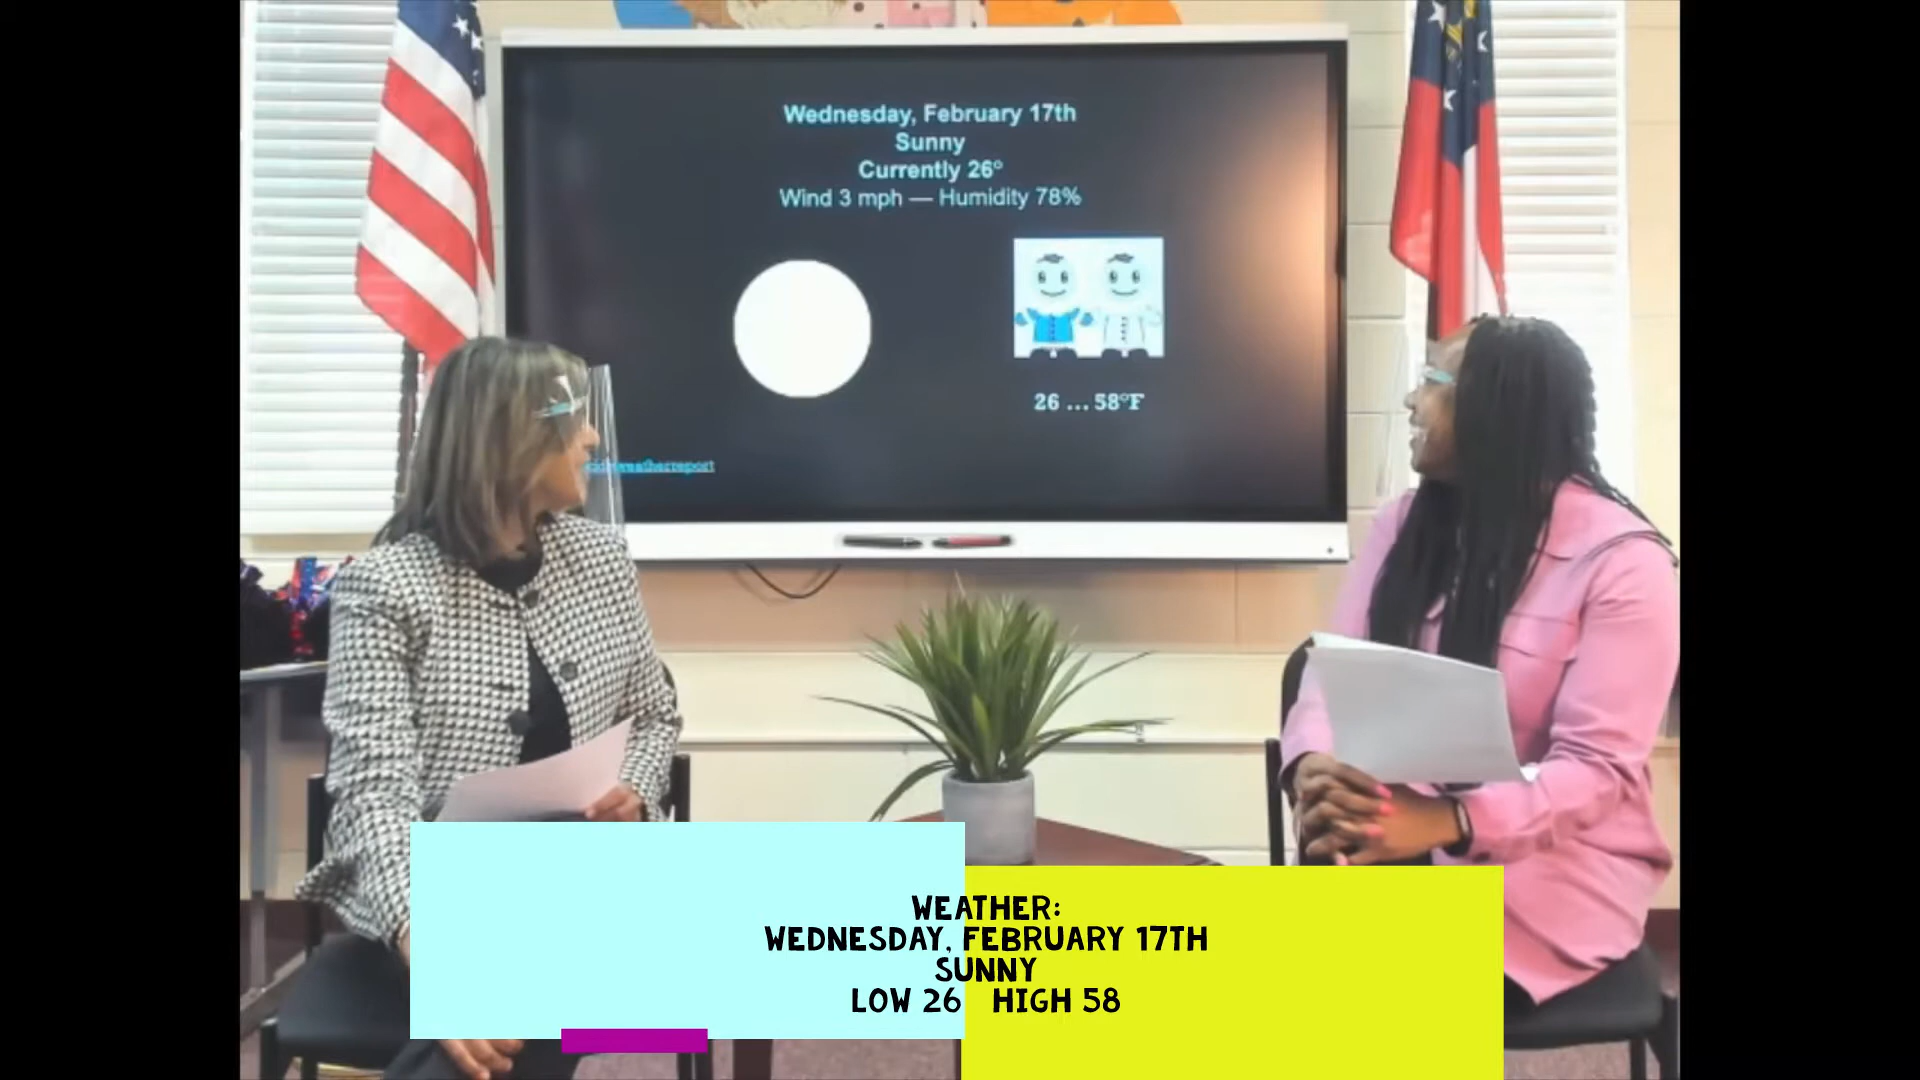 Wednesday, February 17th
Sunny
Currently 26°
Wind 3 mph — Humidity 78%
26 ... 58°F
WEATHER:
WEDNESDAY, FEBRUARY 17TH
SUNNY
LOW 26 HIGH 58